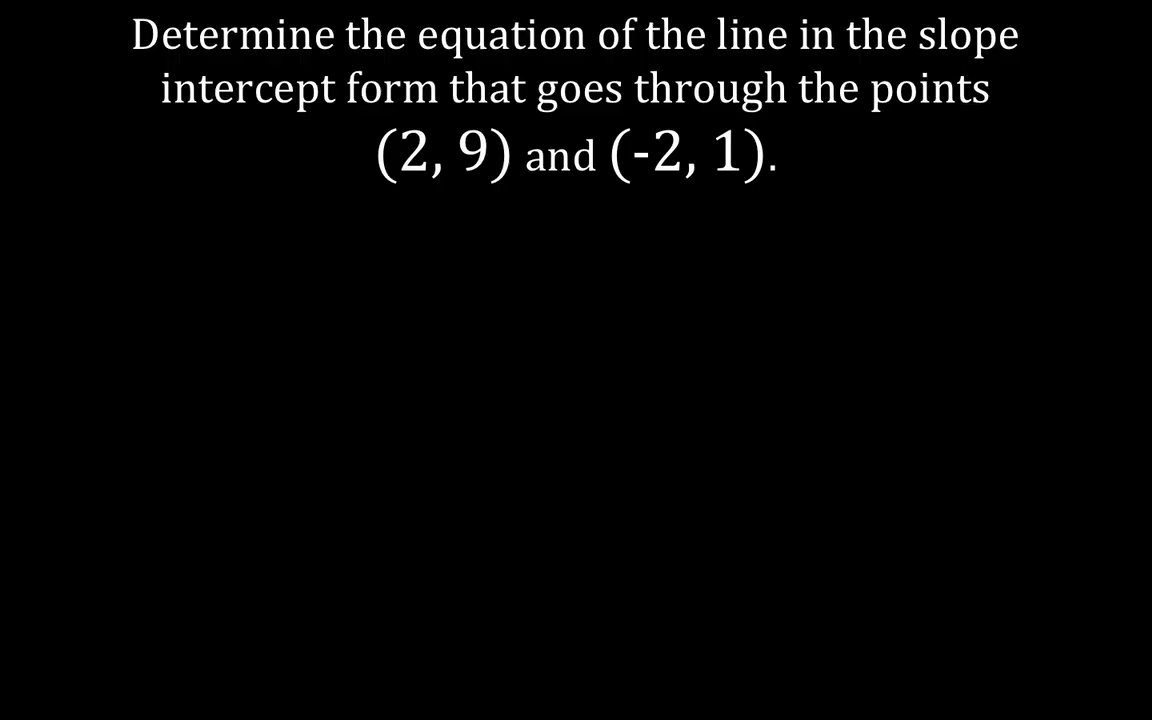 Determine the equation of the line in the slope
intercept form that goes through the points
(2, 9) and (-2, 1).